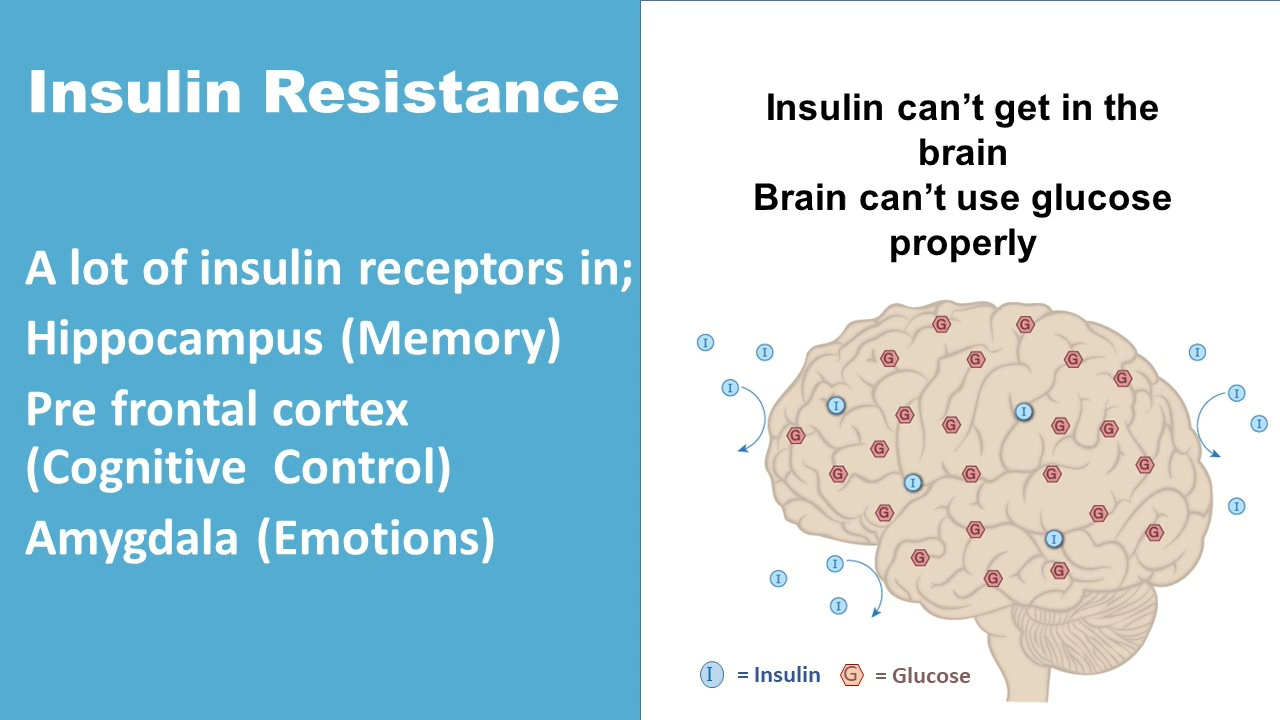 Insulin Resistance
A lot of insulin receptors in;
Hippocampus (Memory)
Pre frontal cortex
(Cognitive  Control)
Amygdala (Emotions)
Insulin can’t get in the
brain
Brain can’t use glucose
properly
G G
I I G G G I
I G I
I I G I
G G G G I
G G
G G G G
I
G G I
G I G
I G G
I G
I
I = Insulin G = Glucose